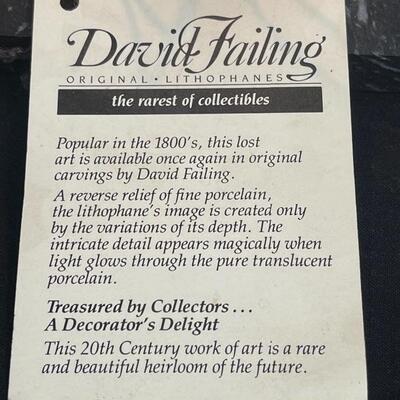 David Failing
ORIGINAL • LITHOPHANES
the rarest of collectibles
Popular in the 1800's, this lost
art is available once again in original
carvings by David Failing.
A reverse relief of fine porcelain,
the lithophane's image is created only
by the variations of its depth. The
intricate detail appears magically when
light glows through the pure translucent
porcelain.
Treasured by Collectors . . .
A Decorator's Delight
This 20th Century work of art is a rare
and beautiful heirloom of the future.